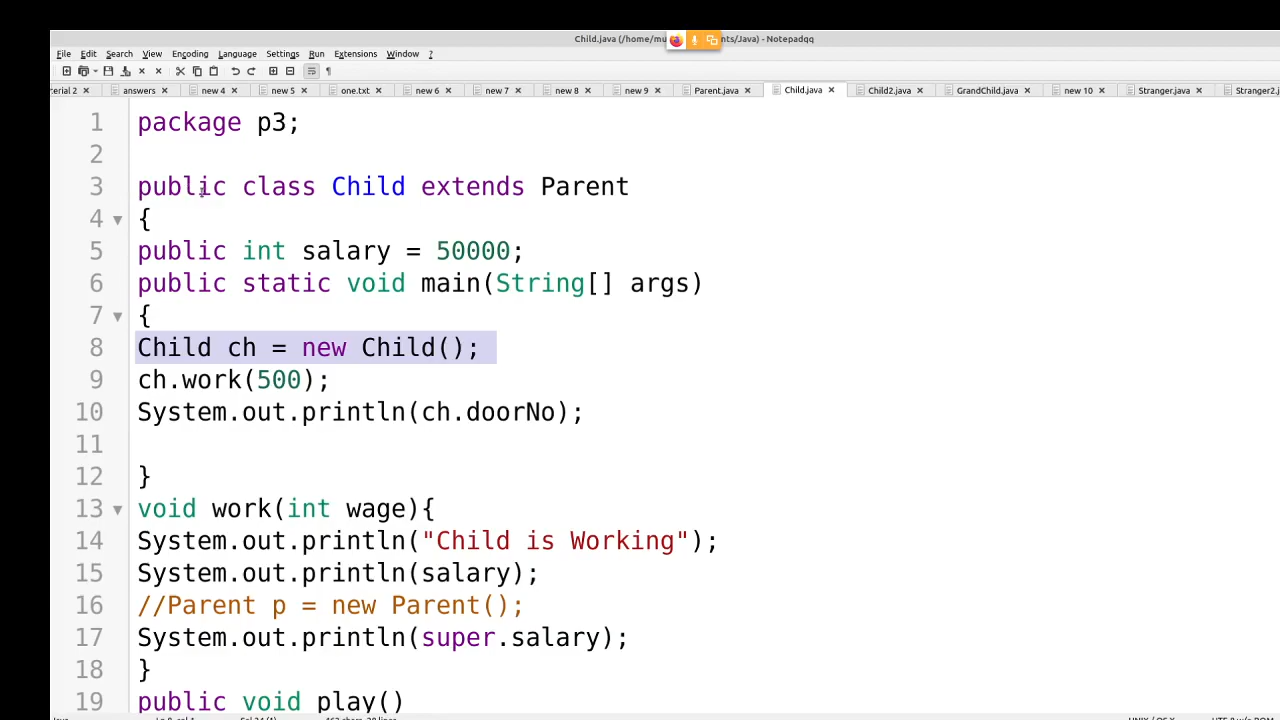 Child.java (/home/mu nts/Java) - Notepadqq
File Edit Search View Encoding Language Settings Run Extensions Window ?
erial 2 answers new 4 new 5 one.txt new 6 new 7 new 8 new 9 Parent.java Child.java Child2.java GrandChild.java new 10 Stranger.java Stranger2.j
1 package p3;
2
3 public class Child extends Parent
4 {
5 public int salary = 50000;
6 public static void main(String[] args)
7 {
8 Child ch = new Child();
9 ch.work(500);
10 System.out.println(ch.doorNo);
11
12 }
13 void work(int wage){
14 System.out.println("Child is Working");
15 System.out.println(salary);
16 //Parent p = new Parent();
17 System.out.println(super.salary);
18 }
19 public void play()